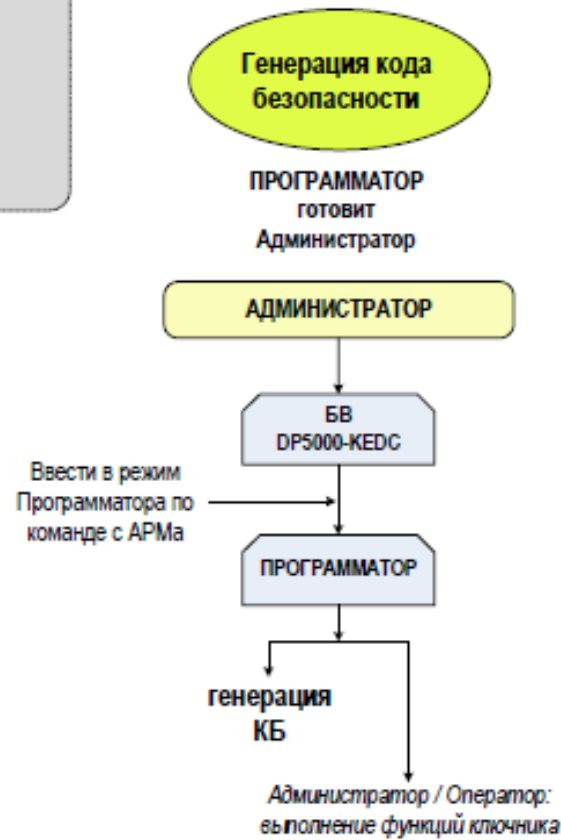 Генерация кода
безопасности
ПРОГРАММАТОР
готовит
Администратор
АДМИНИСТРАТОР
БВ
DP5000-KEDC
Ввести в режим
Программатора по
команде с АРМа
ПРОГРАММАТОР
генерация
КБ
Администратор / Оператор:
выполнение функций ключника